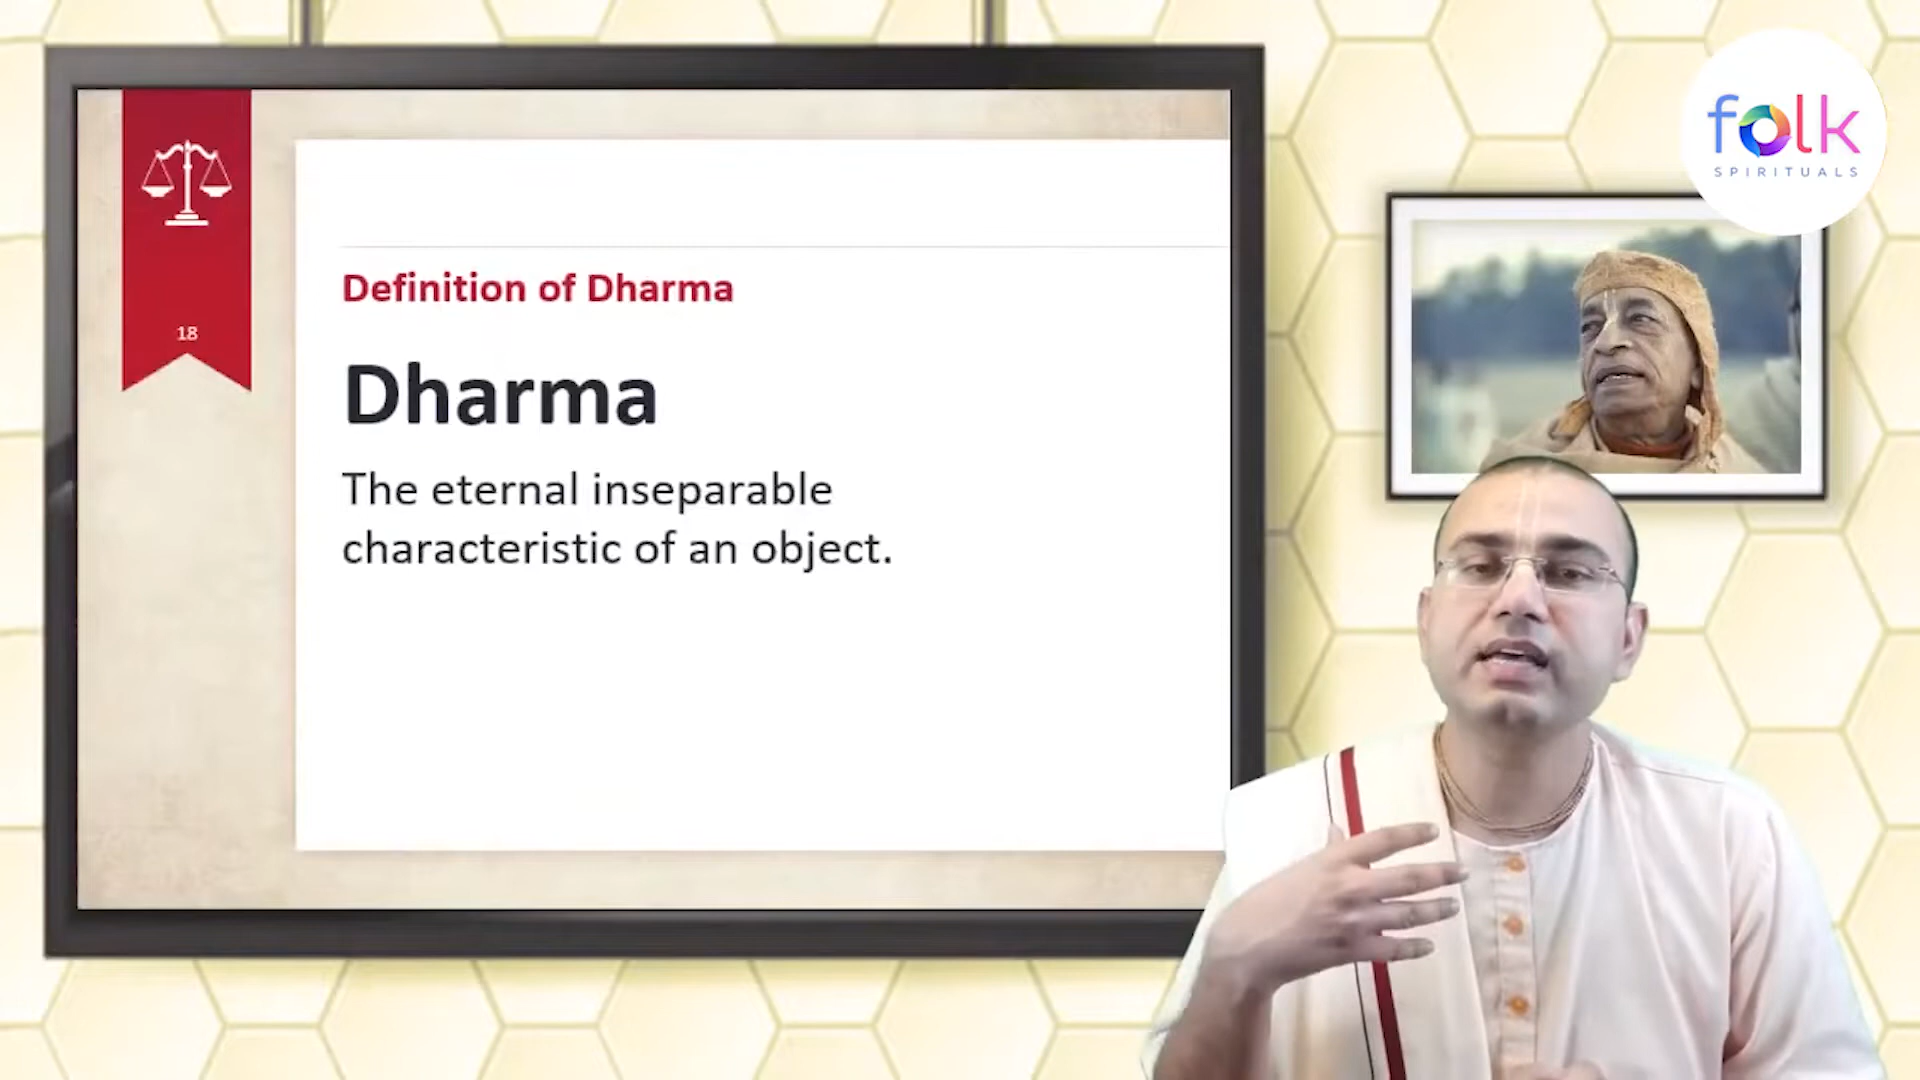 folk
SPIRITUALS
18
Definition of Dharma
Dharma
The eternal inseparable
characteristic of an object.